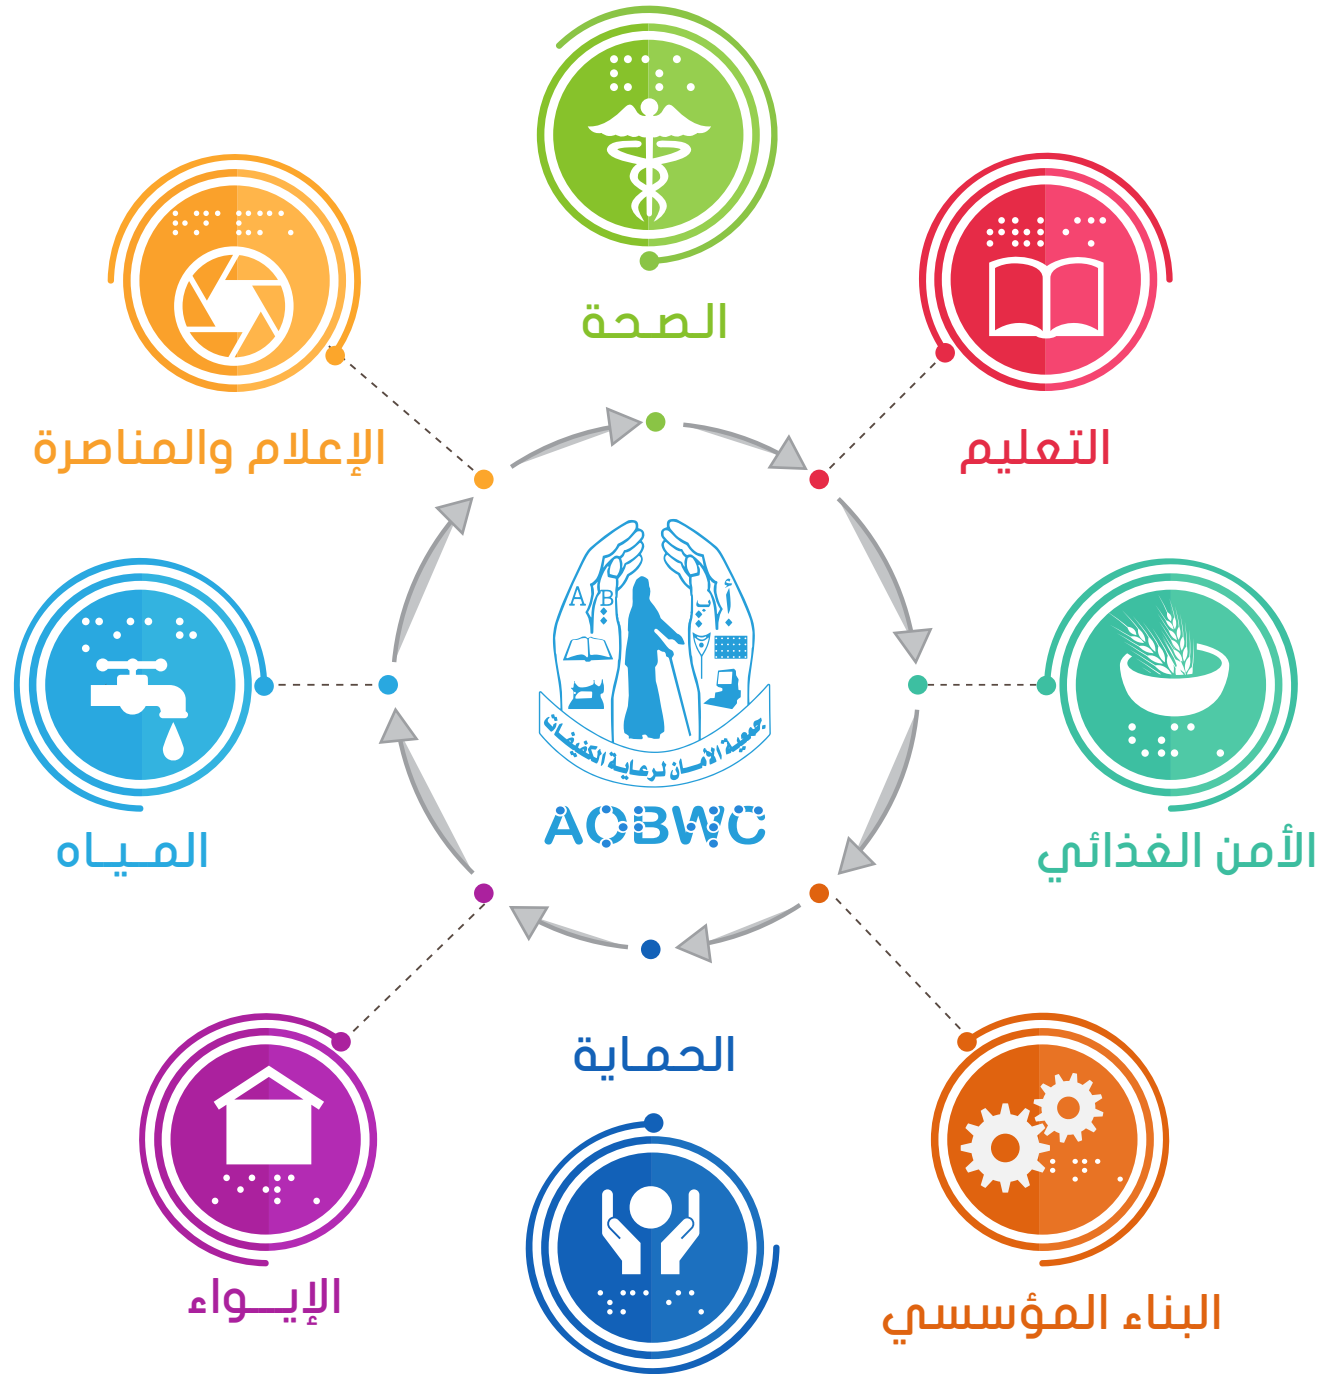 الصحة
التعليم
الإعلام والمناصرة
A B
أ ب
جمعية الأمان لرعاية الكفيفات
AOBWC
الأمن الغذائي
المياه
الحماية
البناء المؤسسي
الإيواء